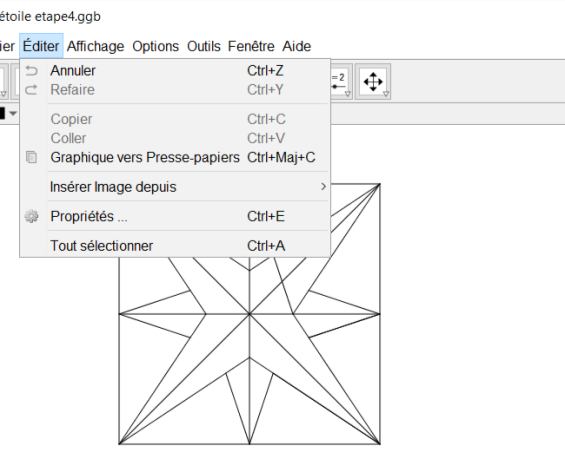 étoile etape4.ggb
ier Éditer Affichage Options Outils Fenêtre Aide
Annuler Ctrl+Z
Refaire Ctrl+Y
=2
Copier Ctrl+C
Coller Ctrl+V
Graphique vers Presse-papiers Ctrl+Maj+C
Insérer Image depuis
Propriétés ... Ctrl+E
Tout sélectionner Ctrl+A